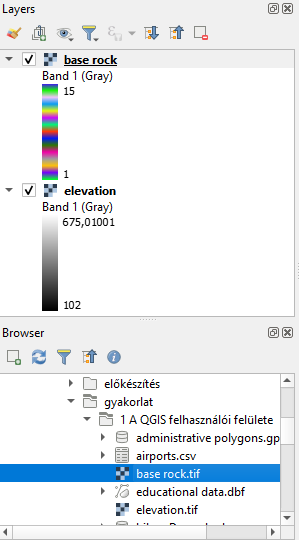 Layers
base rock
Band 1 (Gray)
15
1
elevation
Band 1 (Gray)
675,01001
102
Browser
előkészítés
gyakorlat
1 A QGIS felhasználói felülete
administrative polygons.gp
airports.csv
base rock.tif
educational data.dbf
elevation.tif